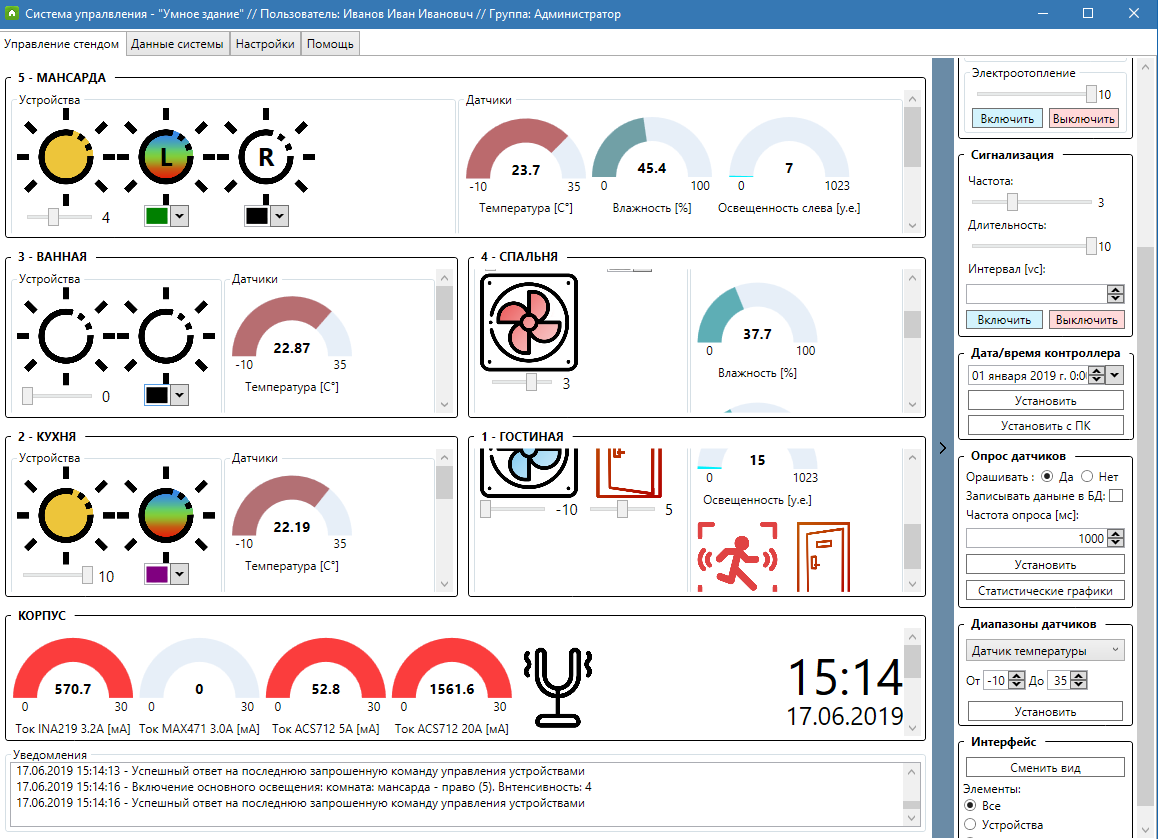 Система упралвления - "Умное здание" // Пользователь: Иванов Иван Иванович // Группа: Администратор
Управление стендом Данные системы Настройки Помощь
5 - МАНСАРДА
Устройства
L
R
4
Датчики
23.7
-10 35
Температура [C°]
45.4
0 100
Влажность [%]
7
0 1023
Освещенность слева [у.е.]
3 - ВАННАЯ
Устройства
0
Датчики
22.87
-10 35
Температура [C°]
4 - СПАЛЬНЯ
3
37.7
0 100
Влажность [%]
2 - КУХНЯ
Устройства
10
Датчики
22.19
-10 35
Температура [C°]
1 - ГОСТИНАЯ
-10
5
15
0 1023
Освещенность [у.е.]
КОРПУС
570.7
0 30
Ток INA219 3.2A [мА]
0
0 30
Ток MAX471 3.0A [мА]
52.8
0 30
Ток ACS712 5A [мА]
1561.6
0 30
Ток ACS712 20A [мА]
15:14
17.06.2019
Уведомления
17.06.2019 15:14:13 - Успешный ответ на последнюю запрошенную команду управления устройствами
17.06.2019 15:14:16 - Включение основного освещения: комната: мансарда - право (5). Внтенсивность: 4
17.06.2019 15:14:16 - Успешный ответ на последнюю запрошенную команду управления устройствами
Электроотопление
10
Включить Выключить
Сигнализация
Частота:
3
Длительность:
10
Интервал [vc]:
Включить Выключить
Дата/время контроллера
01 января 2019 г. 0:0
Установить
Установить с ПК
Опрос датчиков
Орашивать : Да Нет
Записывать даныне в БД:
Частота опроса [мс]:
1000
Установить
Статистические графики
Диапазоны датчиков
Датчик температуры
От -10 До 35
Установить
Интерфейс
Сменить вид
Элементы:
Все
Устройства